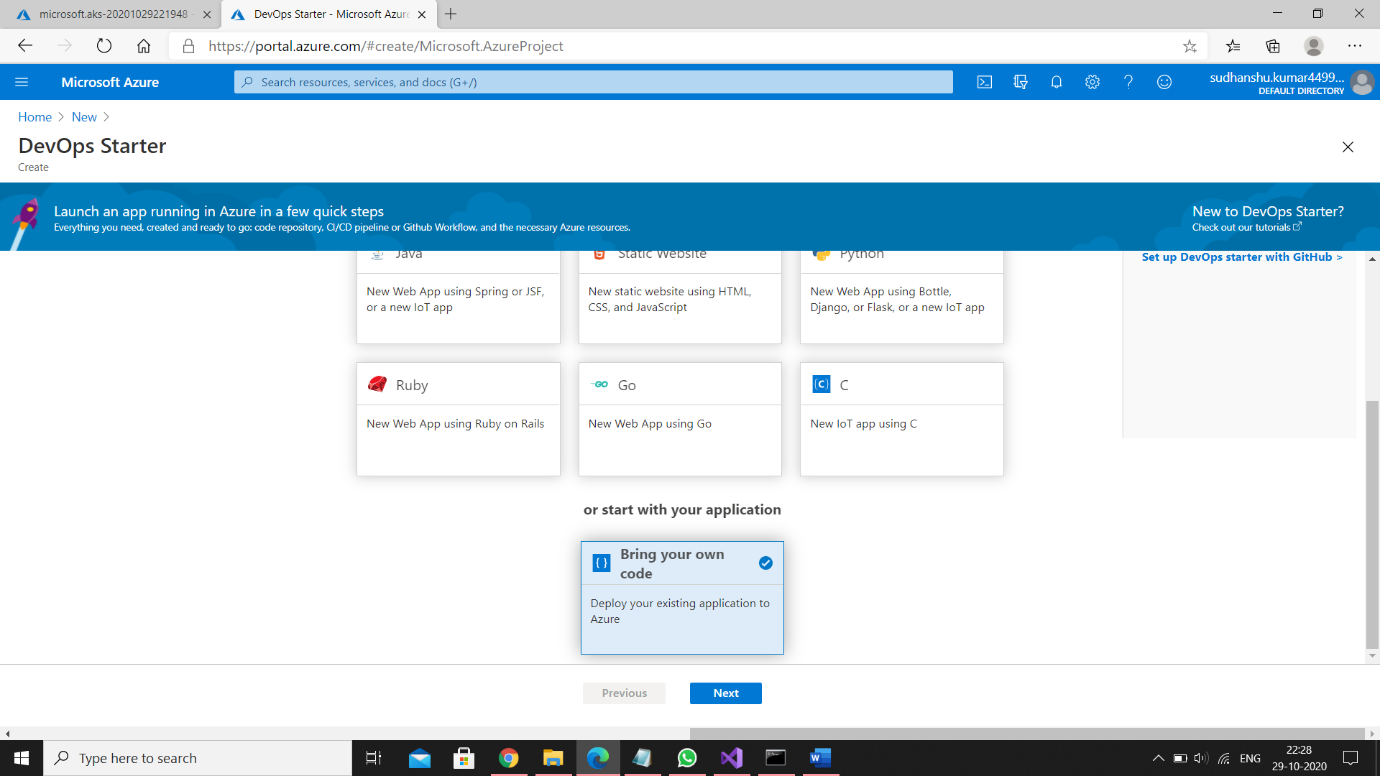 microsoft.aks-20201029221948 -
DevOps Starter - Microsoft Azure
https://portal.azure.com/#create/Microsoft.AzureProject
Microsoft Azure
Search resources, services, and docs (G+/)
sudhanshu.kumar4499...
DEFAULT DIRECTORY
Home > New >
DevOps Starter
Create
Launch an app running in Azure in a few quick steps
Everything you need, created and ready to go: code repository, CI/CD pipeline or Github Workflow, and the necessary Azure resources.
New to DevOps Starter?
Check out our tutorials
Set up DevOps starter with GitHub >
Java
New Web App using Spring or JSF,
or a new IoT app
Static Website
New static website using HTML,
CSS, and JavaScript
Python
New Web App using Bottle,
Django, or Flask, or a new IoT app
Ruby
New Web App using Ruby on Rails
Go
New Web App using Go
C
New IoT app using C
or start with your application
Bring your own
code
Deploy your existing application to
Azure
Previous
Next
Type here to search
ENG
22:28
29-10-2020